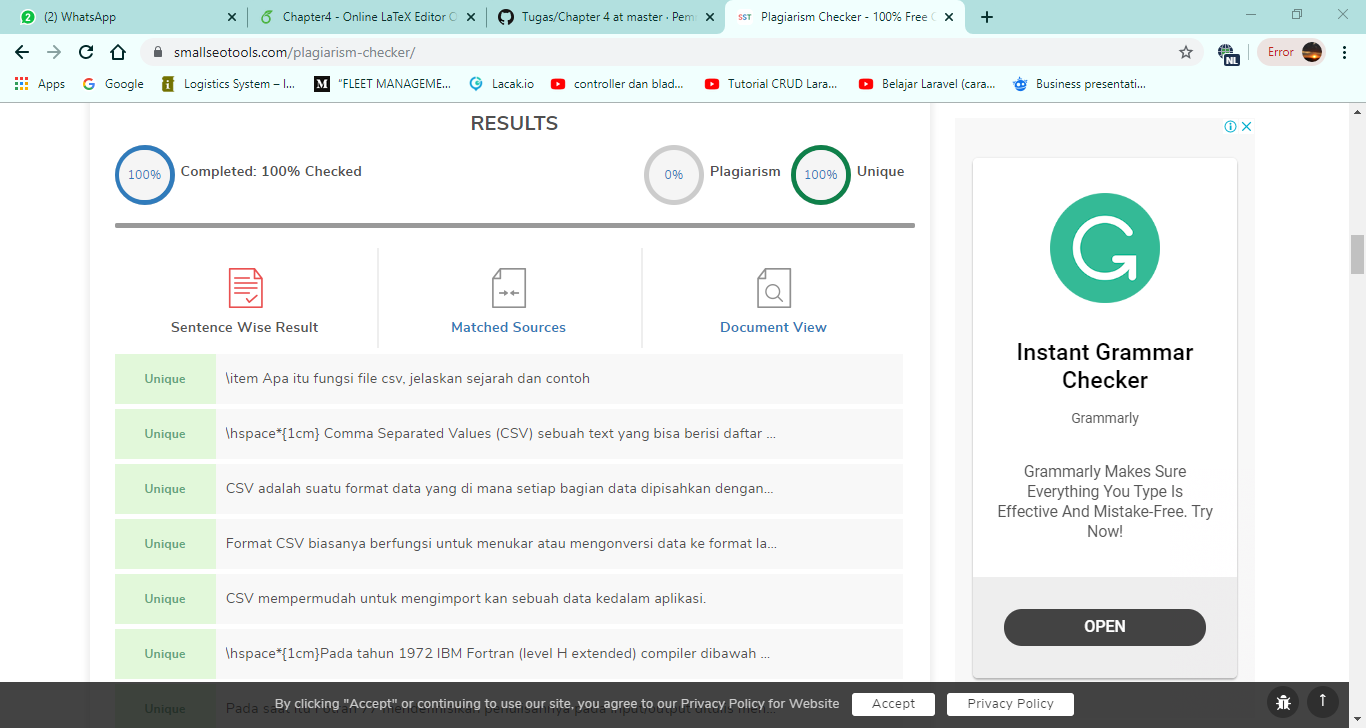 (2) WhatsApp
Chapter4 - Online LaTeX Editor O
Tugas/Chapter 4 at master · Pem
SST Plagiarism Checker - 100% Free
smallseotools.com/plagiarism-checker/
NL
Error
Apps
Google
Logistics System – I...
"FLEET MANAGEME...
Lacak.io
controller dan blad...
Tutorial CRUD Lara...
Belajar Laravel (cara...
Business presentati...
RESULTS
100% Completed: 100% Checked
0% Plagiarism
100% Unique
Sentence Wise Result
Matched Sources
Document View
Unique \item Apa itu fungsi file csv, jelaskan sejarah dan contoh
Unique \hspace*{1cm} Comma Separated Values (CSV) sebuah text yang bisa berisi daftar ...
Unique CSV adalah suatu format data yang di mana setiap bagian data dipisahkan dengan...
Unique Format CSV biasanya berfungsi untuk menukar atau mengonversi data ke format la...
Unique CSV mempermudah untuk mengimport kan sebuah data kedalam aplikasi.
Unique \hspace*{1cm}Pada tahun 1972 IBM Fortran (level H extended) compiler dibawah ...
Unique Pada saat itu
By clicking "Accept" or continuing to use our site, you agree to our Privacy Policy for Website
Accept
Privacy Policy
Instant Grammar
Checker
Grammarly
Grammarly Makes Sure
Everything You Type Is
Effective And Mistake-Free. Try
Now!
OPEN